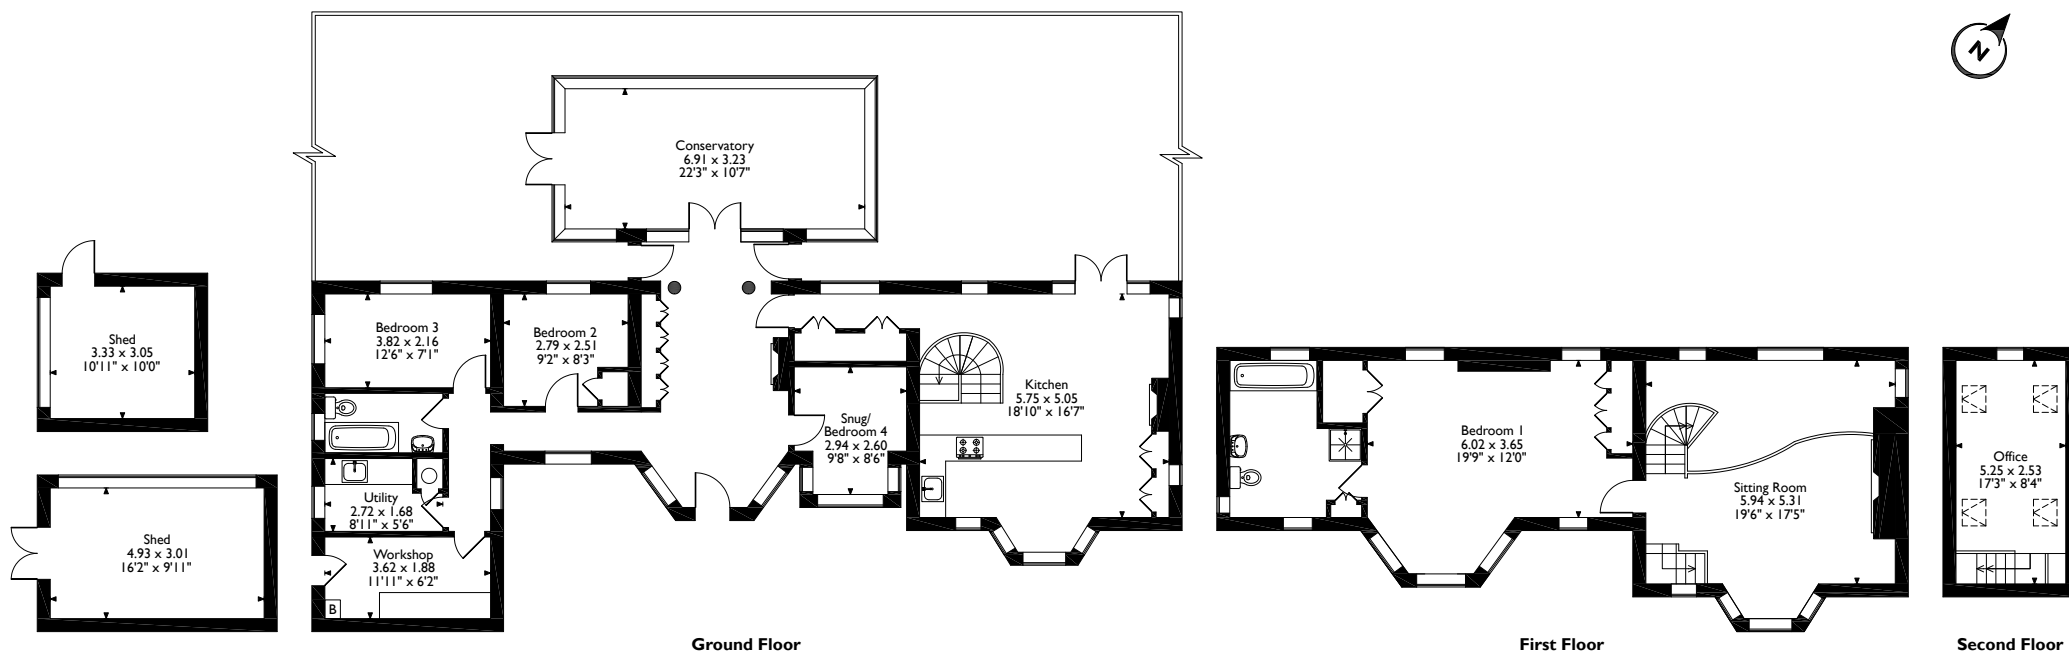 N
Conservatory
6.91 x 3.23
22'3" x 10'7"
Shed
3.33 x 3.05
10'11" x 10'0"
Bedroom 3
3.82 x 2.16
12'6" x 7'1"
Bedroom 2
2.79 x 2.51
9'2" x 8'3"
Kitchen
5.75 x 5.05
18'10" x 16'7"
Snug/
Bedroom 4
2.94 x 2.60
9'8" x 8'6"
Utility
2.72 x 1.68
8'11" x 5'6"
Shed
4.93 x 3.01
16'2" x 9'11"
Workshop
3.62 x 1.88
11'11" x 6'2"
B
Ground Floor
Bedroom 1
6.02 x 3.65
19'9" x 12'0"
Sitting Room
5.94 x 5.31
19'6" x 17'5"
First Floor
Office
5.25 x 2.53
17'3" x 8'4"
Second Floor